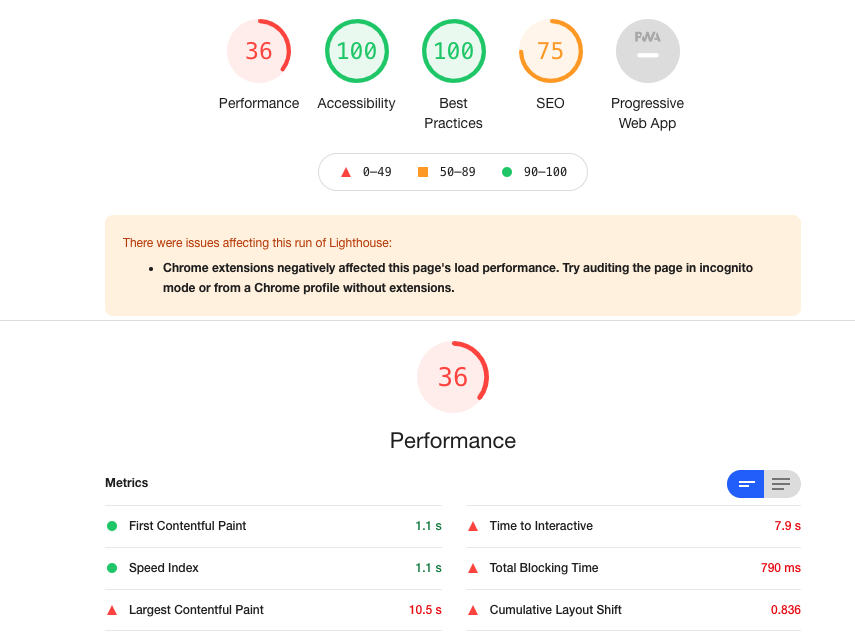 36 100 100 75 PWA
Performance Accessibility Best Practices SEO Progressive Web App
0–49 50–89 90–100
There were issues affecting this run of Lighthouse:
• Chrome extensions negatively affected this page's load performance. Try auditing the page in incognito
mode or from a Chrome profile without extensions.
36
Performance
Metrics
First Contentful Paint 1.1 s
Time to Interactive 7.9 s
Speed Index 1.1 s
Total Blocking Time 790 ms
Largest Contentful Paint 10.5 s
Cumulative Layout Shift 0.836